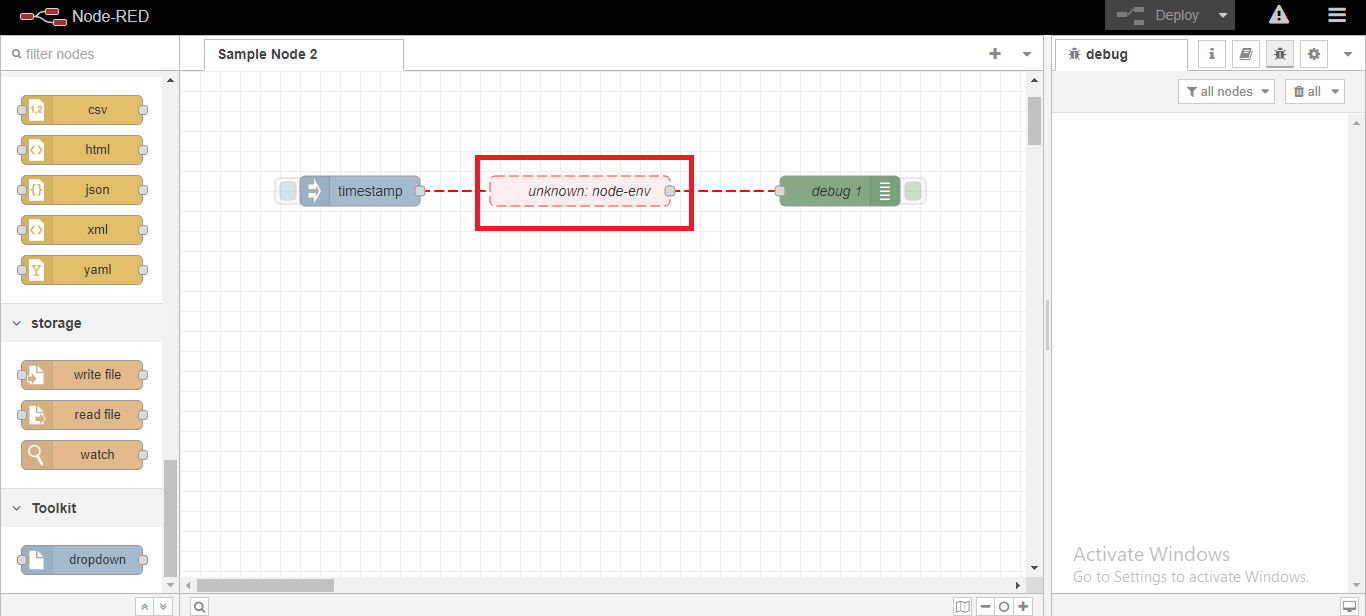 Node-RED
Deploy
filter nodes
Sample Node 2
debug
all nodes
all
1,2
csv
html
json
xml
Y
yaml
storage
write file
read file
watch
Toolkit
dropdown
timestamp
unknown: node-env
debug 1
Activate Windows
Go to Settings to activate Windows.